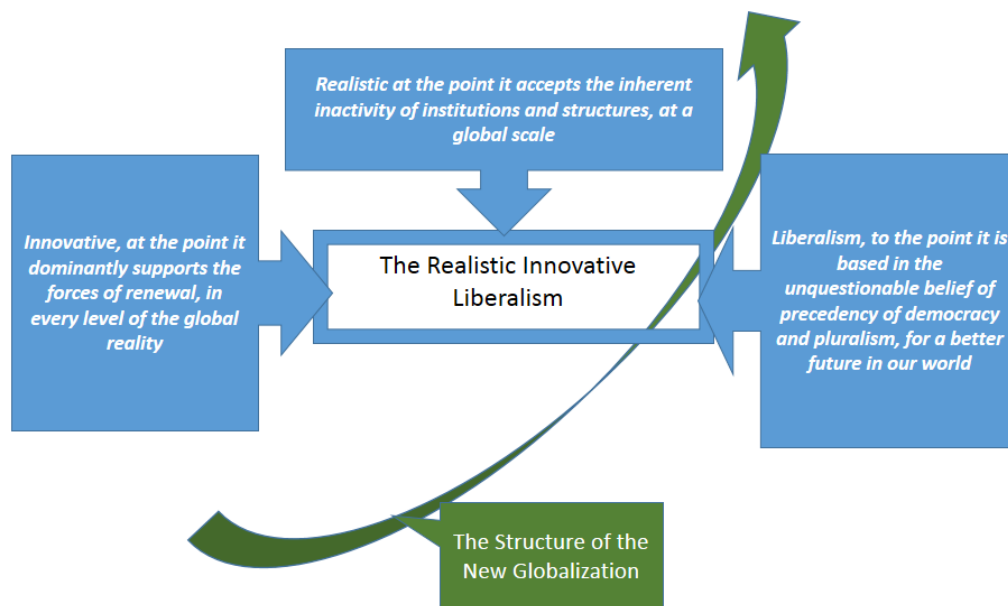 Realistic at the point it accepts the inherent
inactivity of institutions and structures, at a
global scale
Innovative, at the point it
dominantly supports the
forces of renewal, in
every level of the global
reality
The Realistic Innovative
Liberalism
Liberalism, to the point it is
based in the
unquestionable belief of
precedency of democracy
and pluralism, for a better
future in our world
The Structure of the
New Globalization